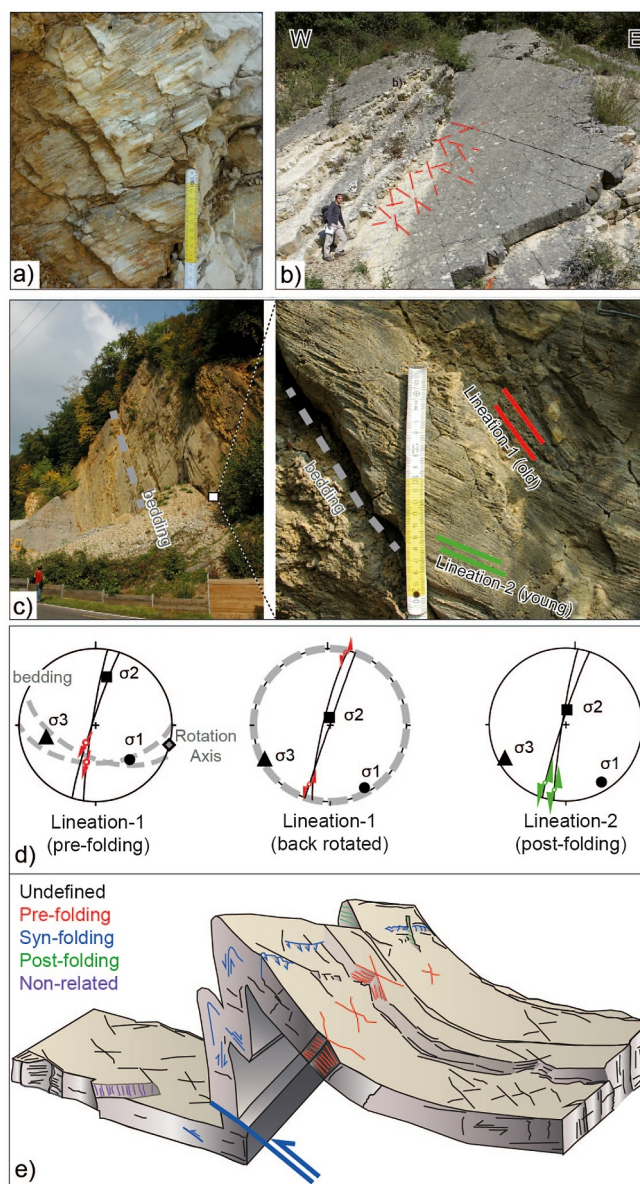 a)
W
E
b)
c)
bedding
bedding
Lineation-1 (old)
Lineation-2 (young)
bedding
σ2
σ3
σ1
Rotation
Axis
Lineation-1
(pre-folding)
σ2
σ3
σ1
Lineation-1
(back rotated)
σ2
σ3
σ1
Lineation-2
(post-folding)
d)
Undefined
Pre-folding
Syn-folding
Post-folding
Non-related
e)